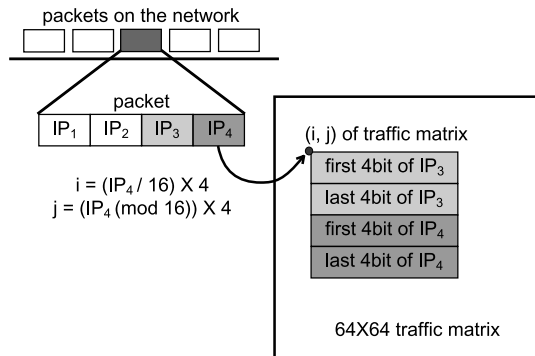 packets on the network
packet
IP₁ IP₂ IP₃ IP₄
i = (IP₄ / 16) X 4
j = (IP₄ (mod 16)) X 4
(i, j) of traffic matrix
first 4bit of IP₃
last 4bit of IP₃
first 4bit of IP₄
last 4bit of IP₄
64X64 traffic matrix